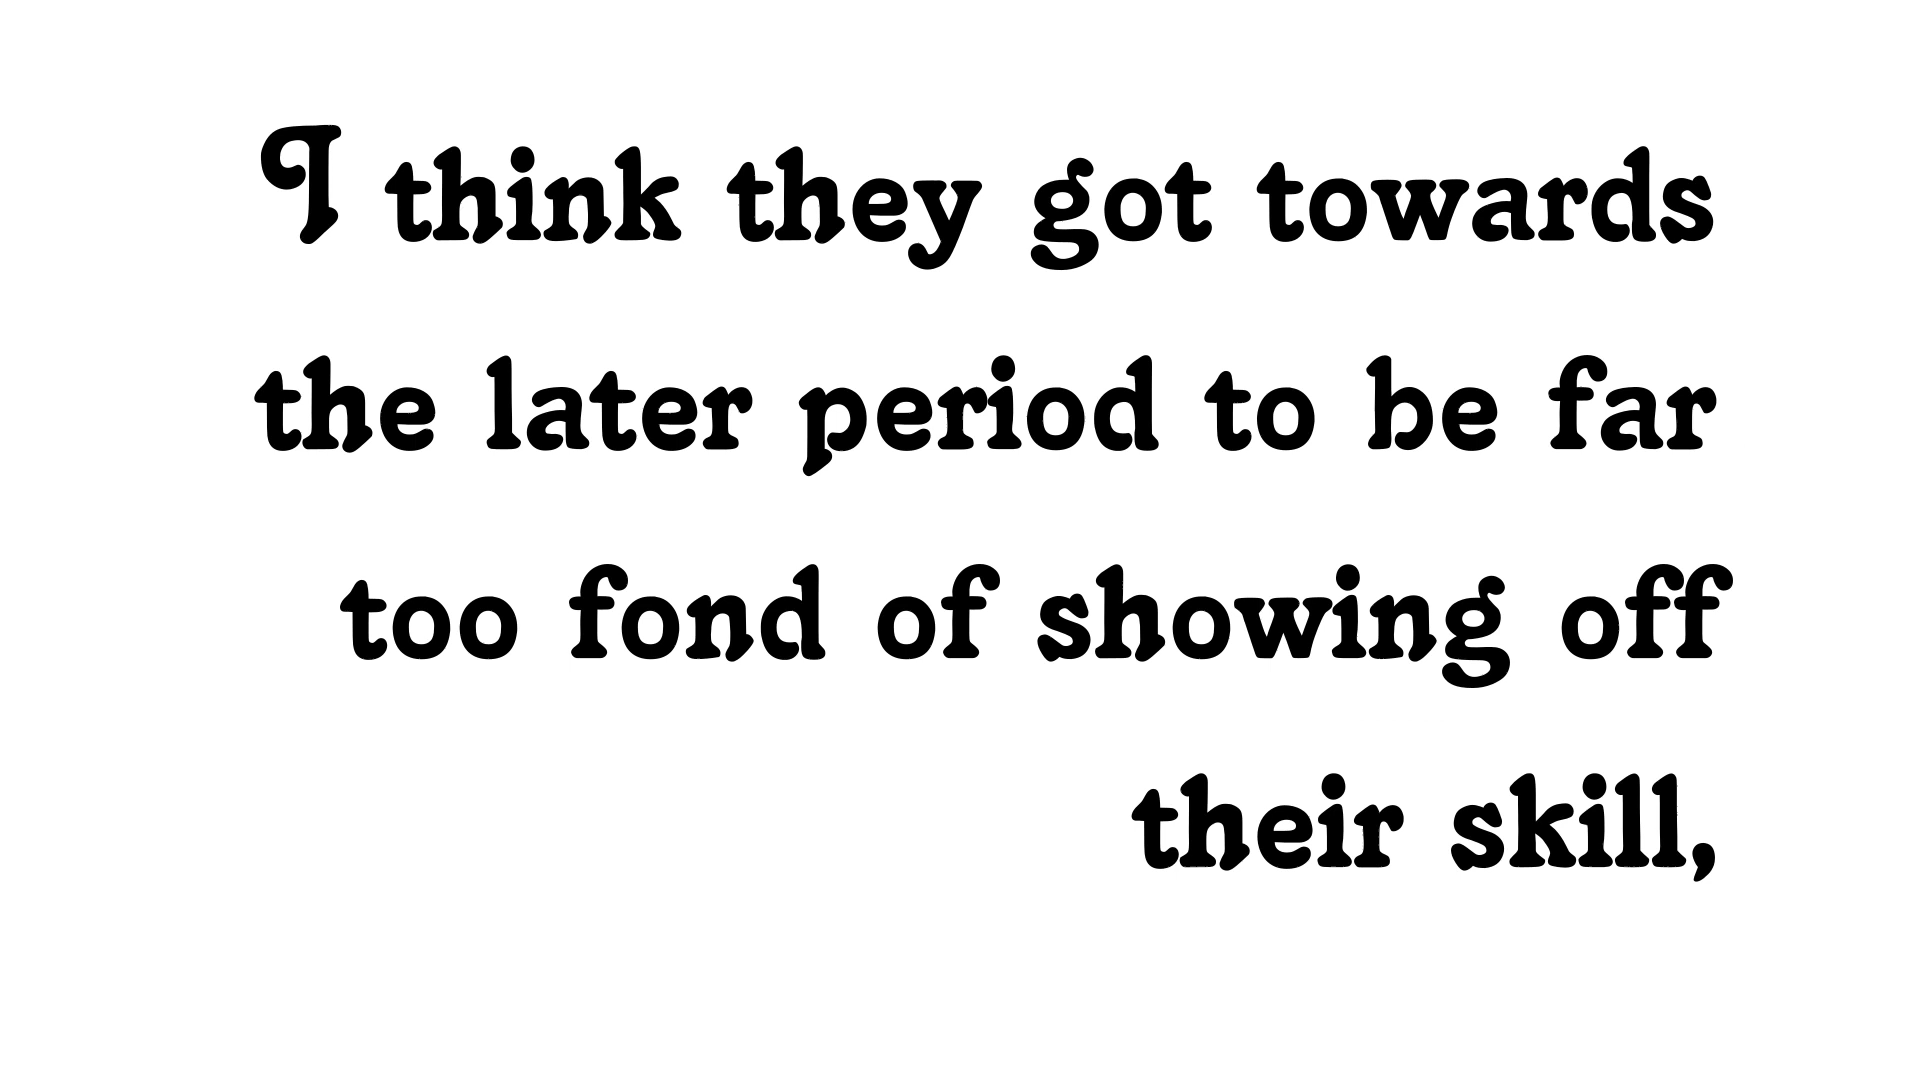 I think they got towards
the later period to be far
too fond of showing off
their skill,